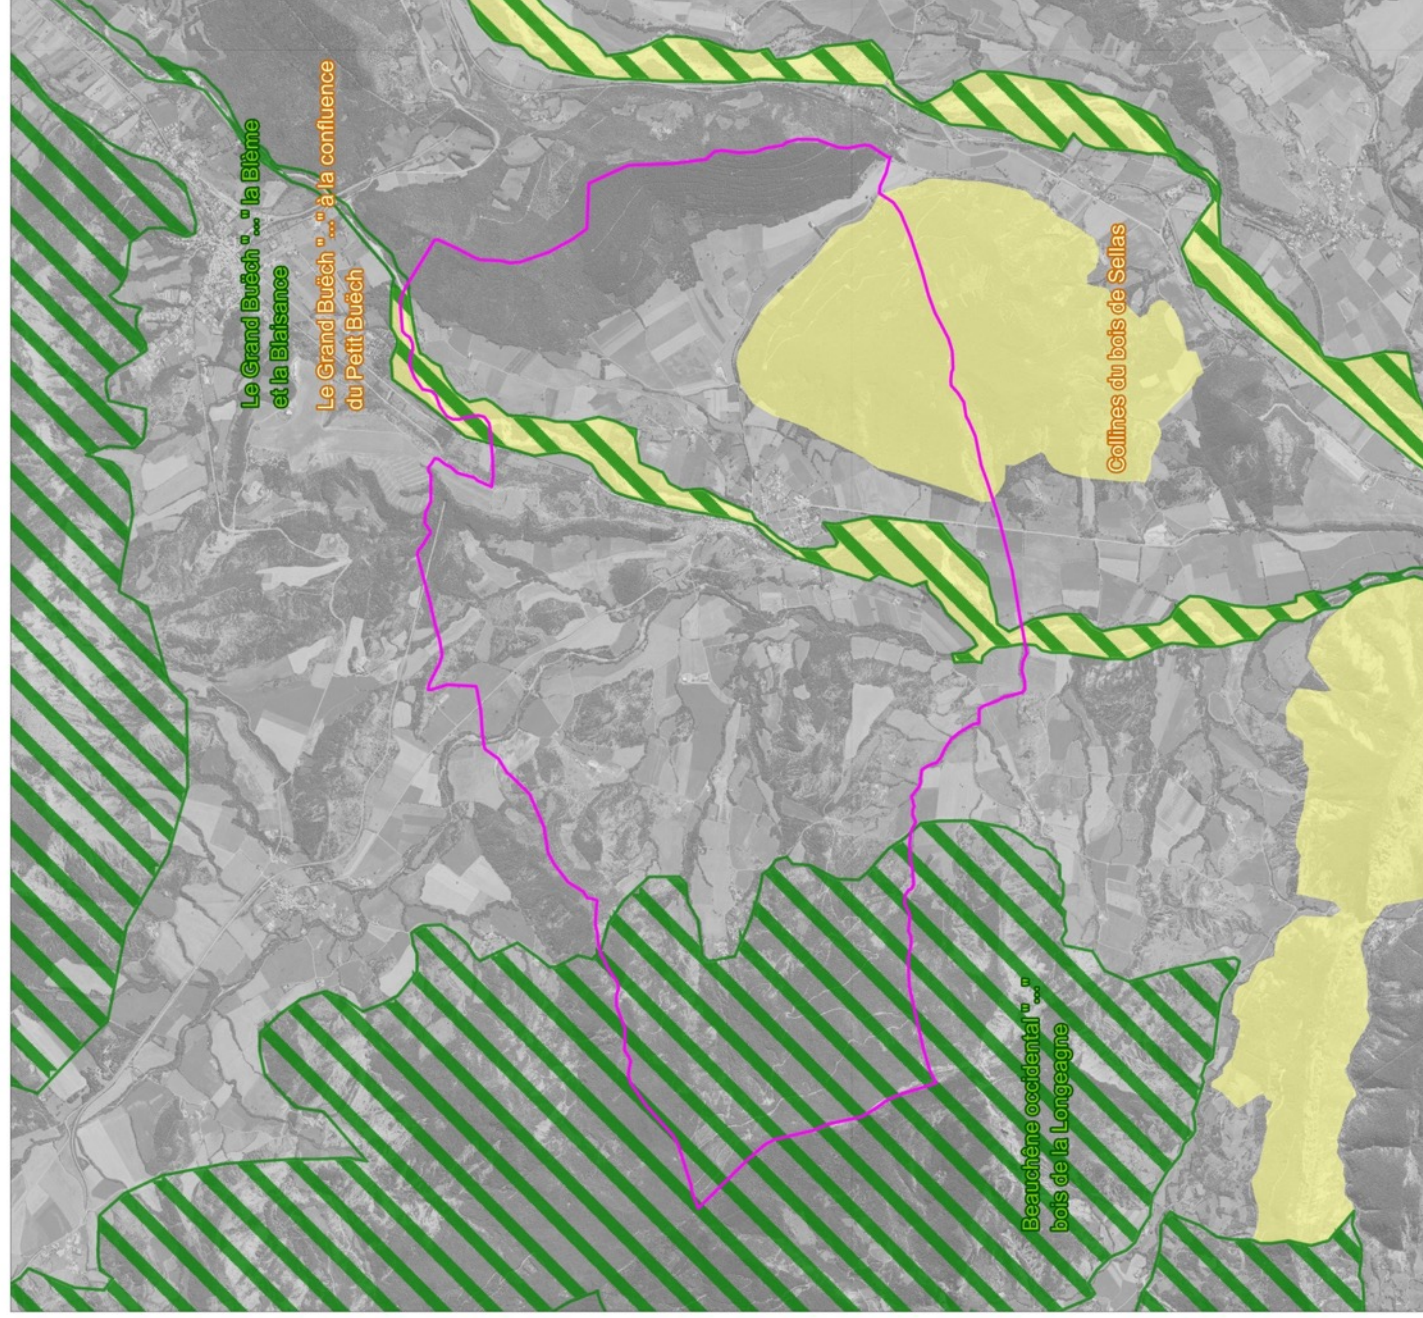 Le Grand Buëch "..." la Blème
et la Blaisance
Le Grand Buëch "..." à la confluence
du Petit Buëch
Collines du bois de Sellas
Beauchêne occidental "..."
bois de la Longeagne